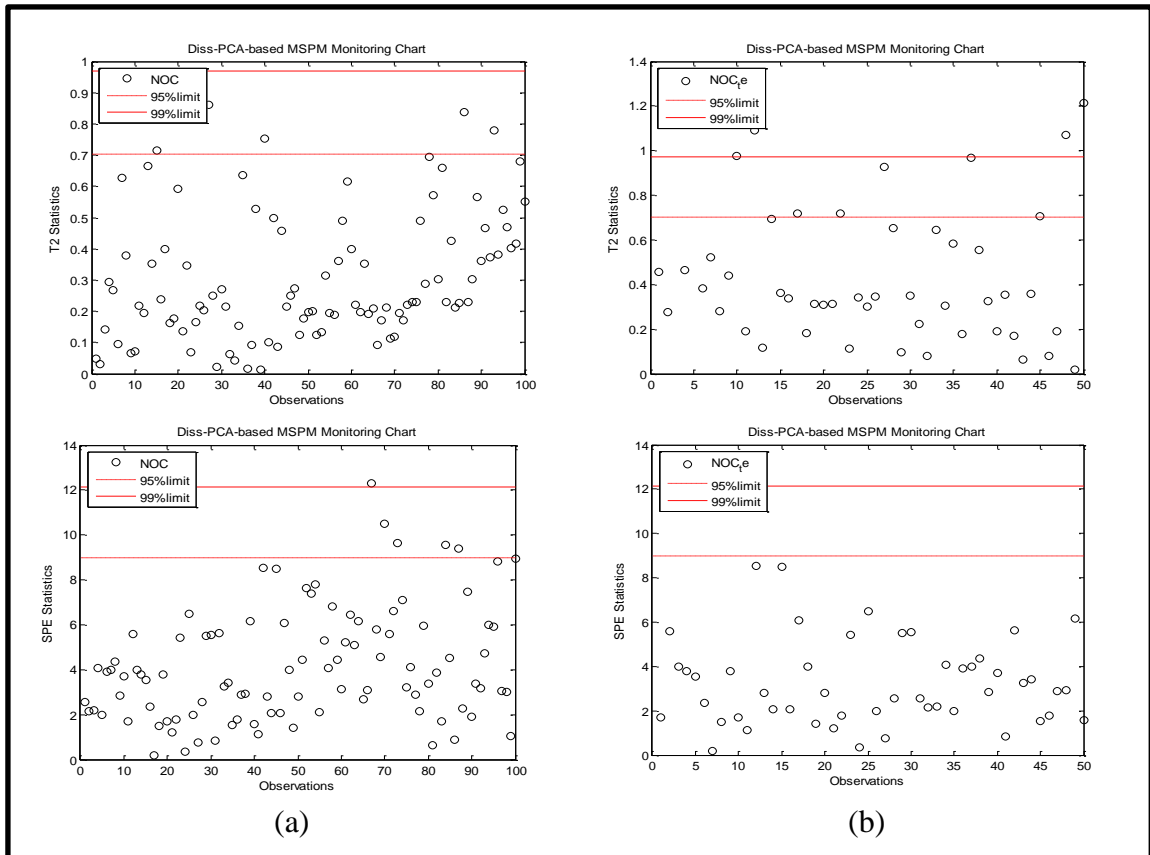 Diss-PCA-based MSPM Monitoring Chart
T2 Statistics
1
0.9
0.8
0.7
0.6
0.5
0.4
0.3
0.2
0.1
0
NOC
95%limit
99%limit
0 10 20 30 40 50 60 70 80 90 100
Observations
Diss-PCA-based MSPM Monitoring Chart
T2 Statistics
1.4
1.2
1
0.8
0.6
0.4
0.2
0
NOCte
95%limit
99%limit
0 5 10 15 20 25 30 35 40 45 50
Observations
Diss-PCA-based MSPM Monitoring Chart
SPE Statistics
14
12
10
8
6
4
2
0
NOC
95%limit
99%limit
0 10 20 30 40 50 60 70 80 90 100
Observations
Diss-PCA-based MSPM Monitoring Chart
SPE Statistics
14
12
10
8
6
4
2
0
NOCte
95%limit
99%limit
0 5 10 15 20 25 30 35 40 45 50
Observations
(a)
(b)